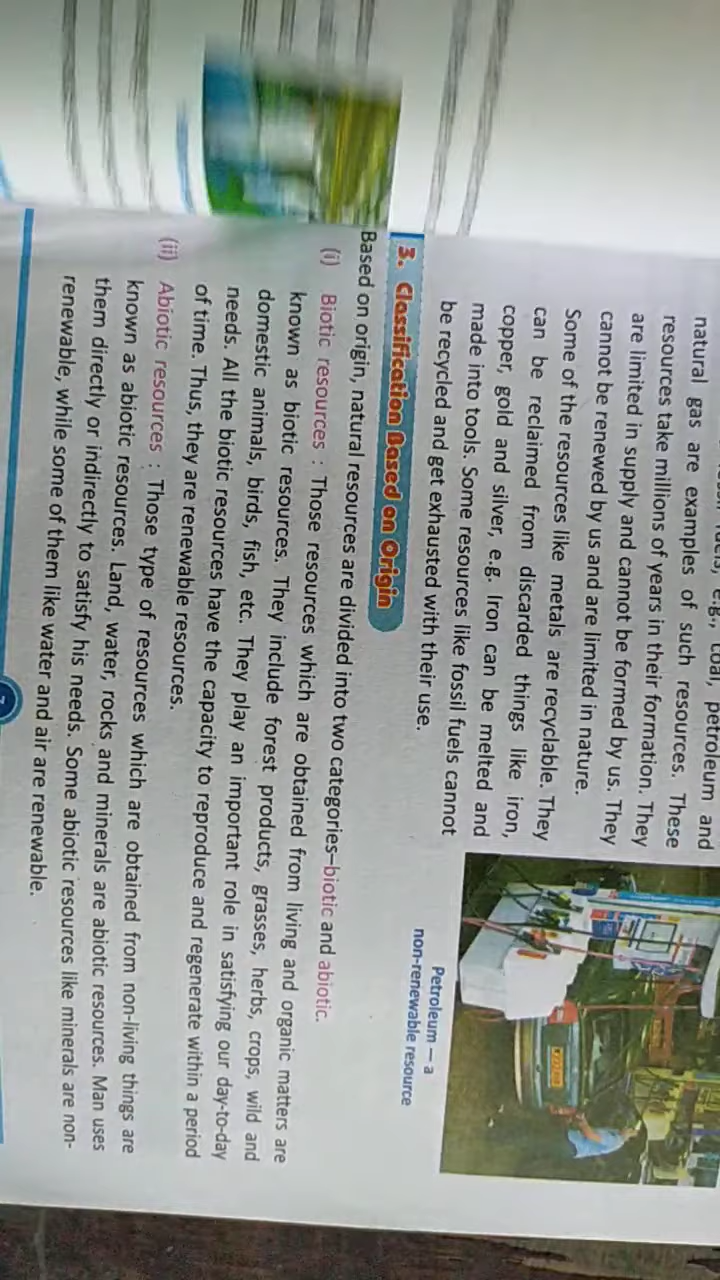 coal, petroleum and
natural gas are examples of such resources. These
resources take millions of years in their formation. They
are limited in supply and cannot be formed by us. They
cannot be renewed by us and are limited in nature.
Some of the resources like metals are recyclable. They
can be reclaimed from discarded things like iron,
copper, gold and silver, e.g. Iron can be melted and
made into tools. Some resources like fossil fuels cannot
be recycled and get exhausted with their use.
Petroleum — a
non-renewable resource
3. Classification Based on Origin
Based on origin, natural resources are divided into two categories–biotic and abiotic.
(i) Biotic resources : Those resources which are obtained from living and organic matters are
known as biotic resources. They include forest products, grasses, herbs, crops, wild and
domestic animals, birds, fish, etc. They play an important role in satisfying our day-to-day
needs. All the biotic resources have the capacity to reproduce and regenerate within a period
of time. Thus, they are renewable resources.
(ii) Abiotic resources : Those type of resources which are obtained from non-living things are
known as abiotic resources. Land, water, rocks and minerals are abiotic resources. Man uses
them directly or indirectly to satisfy his needs. Some abiotic resources like minerals are non-
renewable, while some of them like water and air are renewable.